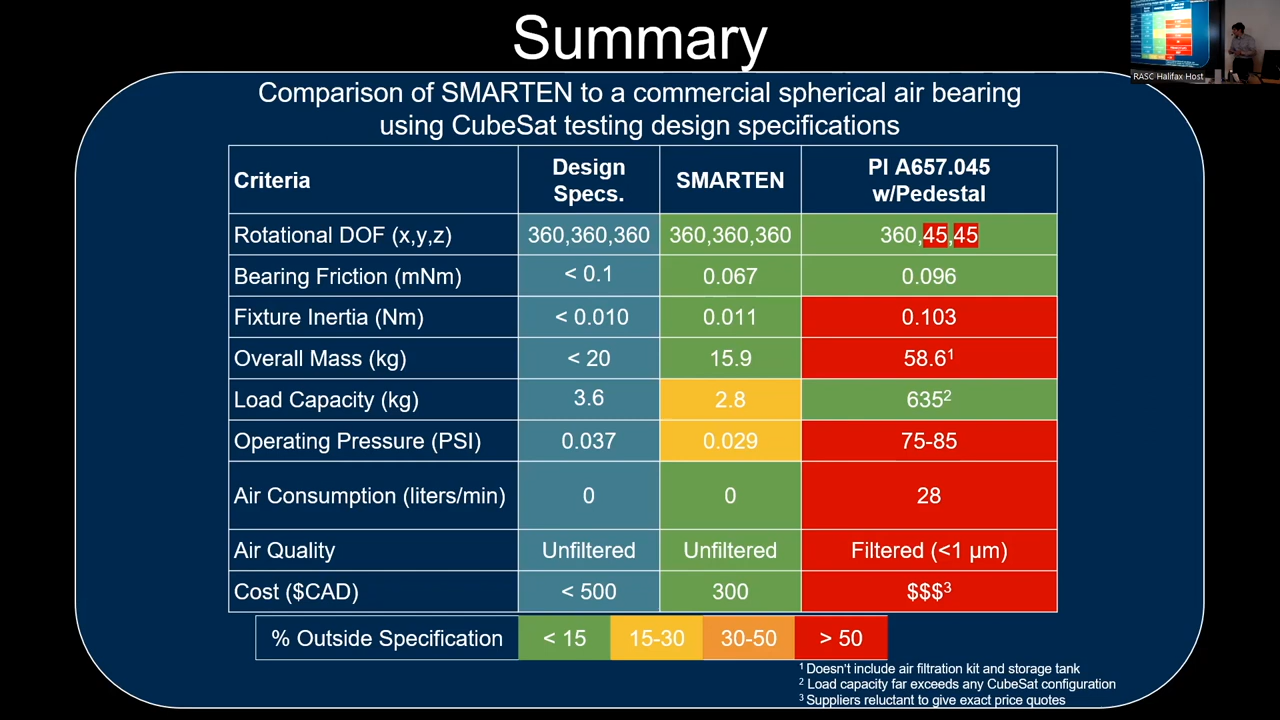 Summary
RASC Halifax Host
Comparison of SMARTEN to a commercial spherical air bearing
using CubeSat testing design specifications
Criteria
Design
Specs.
SMARTEN
PI A657.045
w/Pedestal
Rotational DOF (x,y,z) 360,360,360 360,360,360 360,45,45
Bearing Friction (mNm) < 0.1 0.067 0.096
Fixture Inertia (Nm) < 0.010 0.011 0.103
Overall Mass (kg) < 20 15.9 58.6¹
Load Capacity (kg) 3.6 2.8 635²
Operating Pressure (PSI) 0.037 0.029 75-85
Air Consumption (liters/min) 0 0 28
Air Quality Unfiltered Unfiltered Filtered (<1 µm)
Cost ($CAD) < 500 300 $$$³
% Outside Specification < 15 15-30 30-50 > 50
¹ Doesn't include air filtration kit and storage tank
² Load capacity far exceeds any CubeSat configuration
³ Suppliers reluctant to give exact price quotes